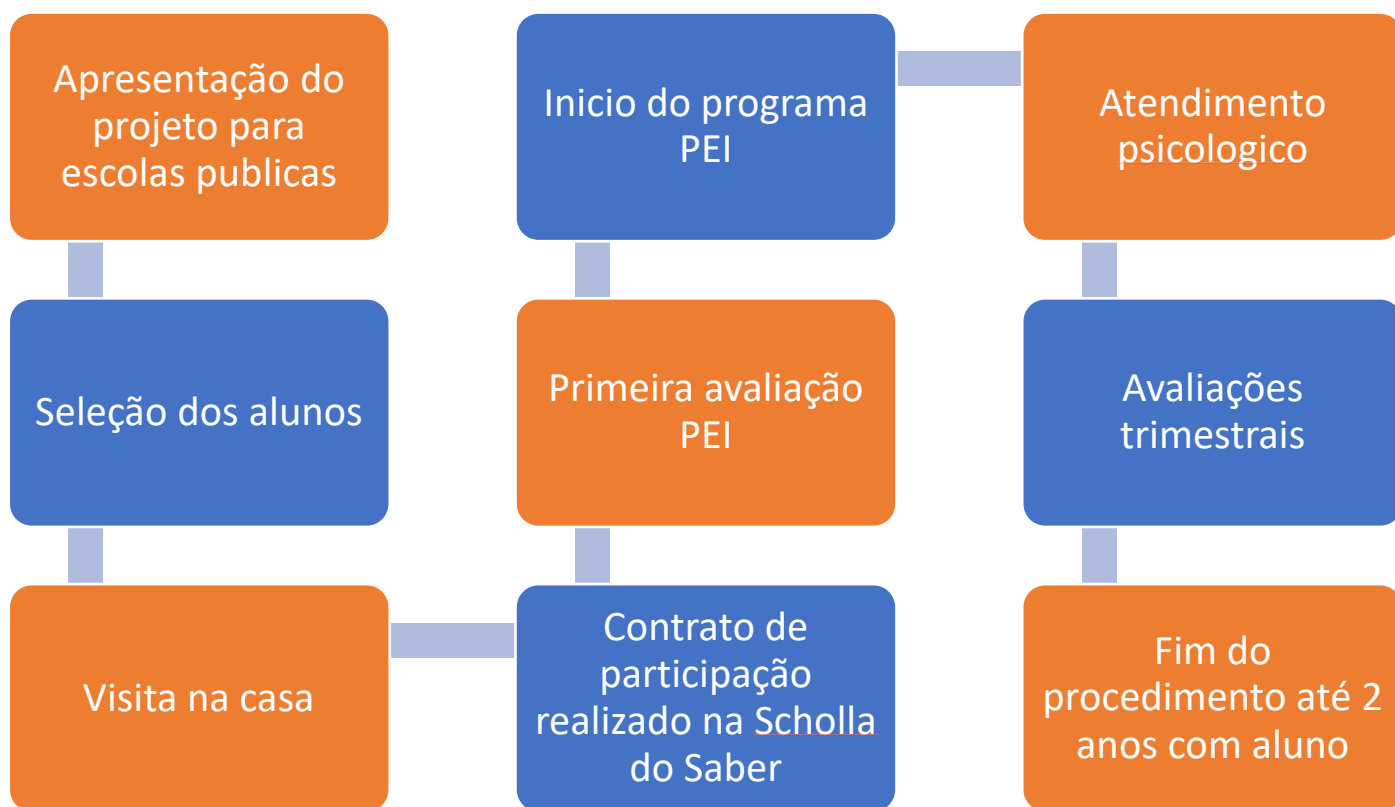 Apresentação do
projeto para
escolas publicas
Seleção dos alunos
Visita na casa
Contrato de
participação
realizado na Scholla
do Saber
Primeira avaliação
PEI
Inicio do programa
PEI
Atendimento
psicologico
Avaliações
trimestrais
Fim do
procedimento até 2
anos com aluno